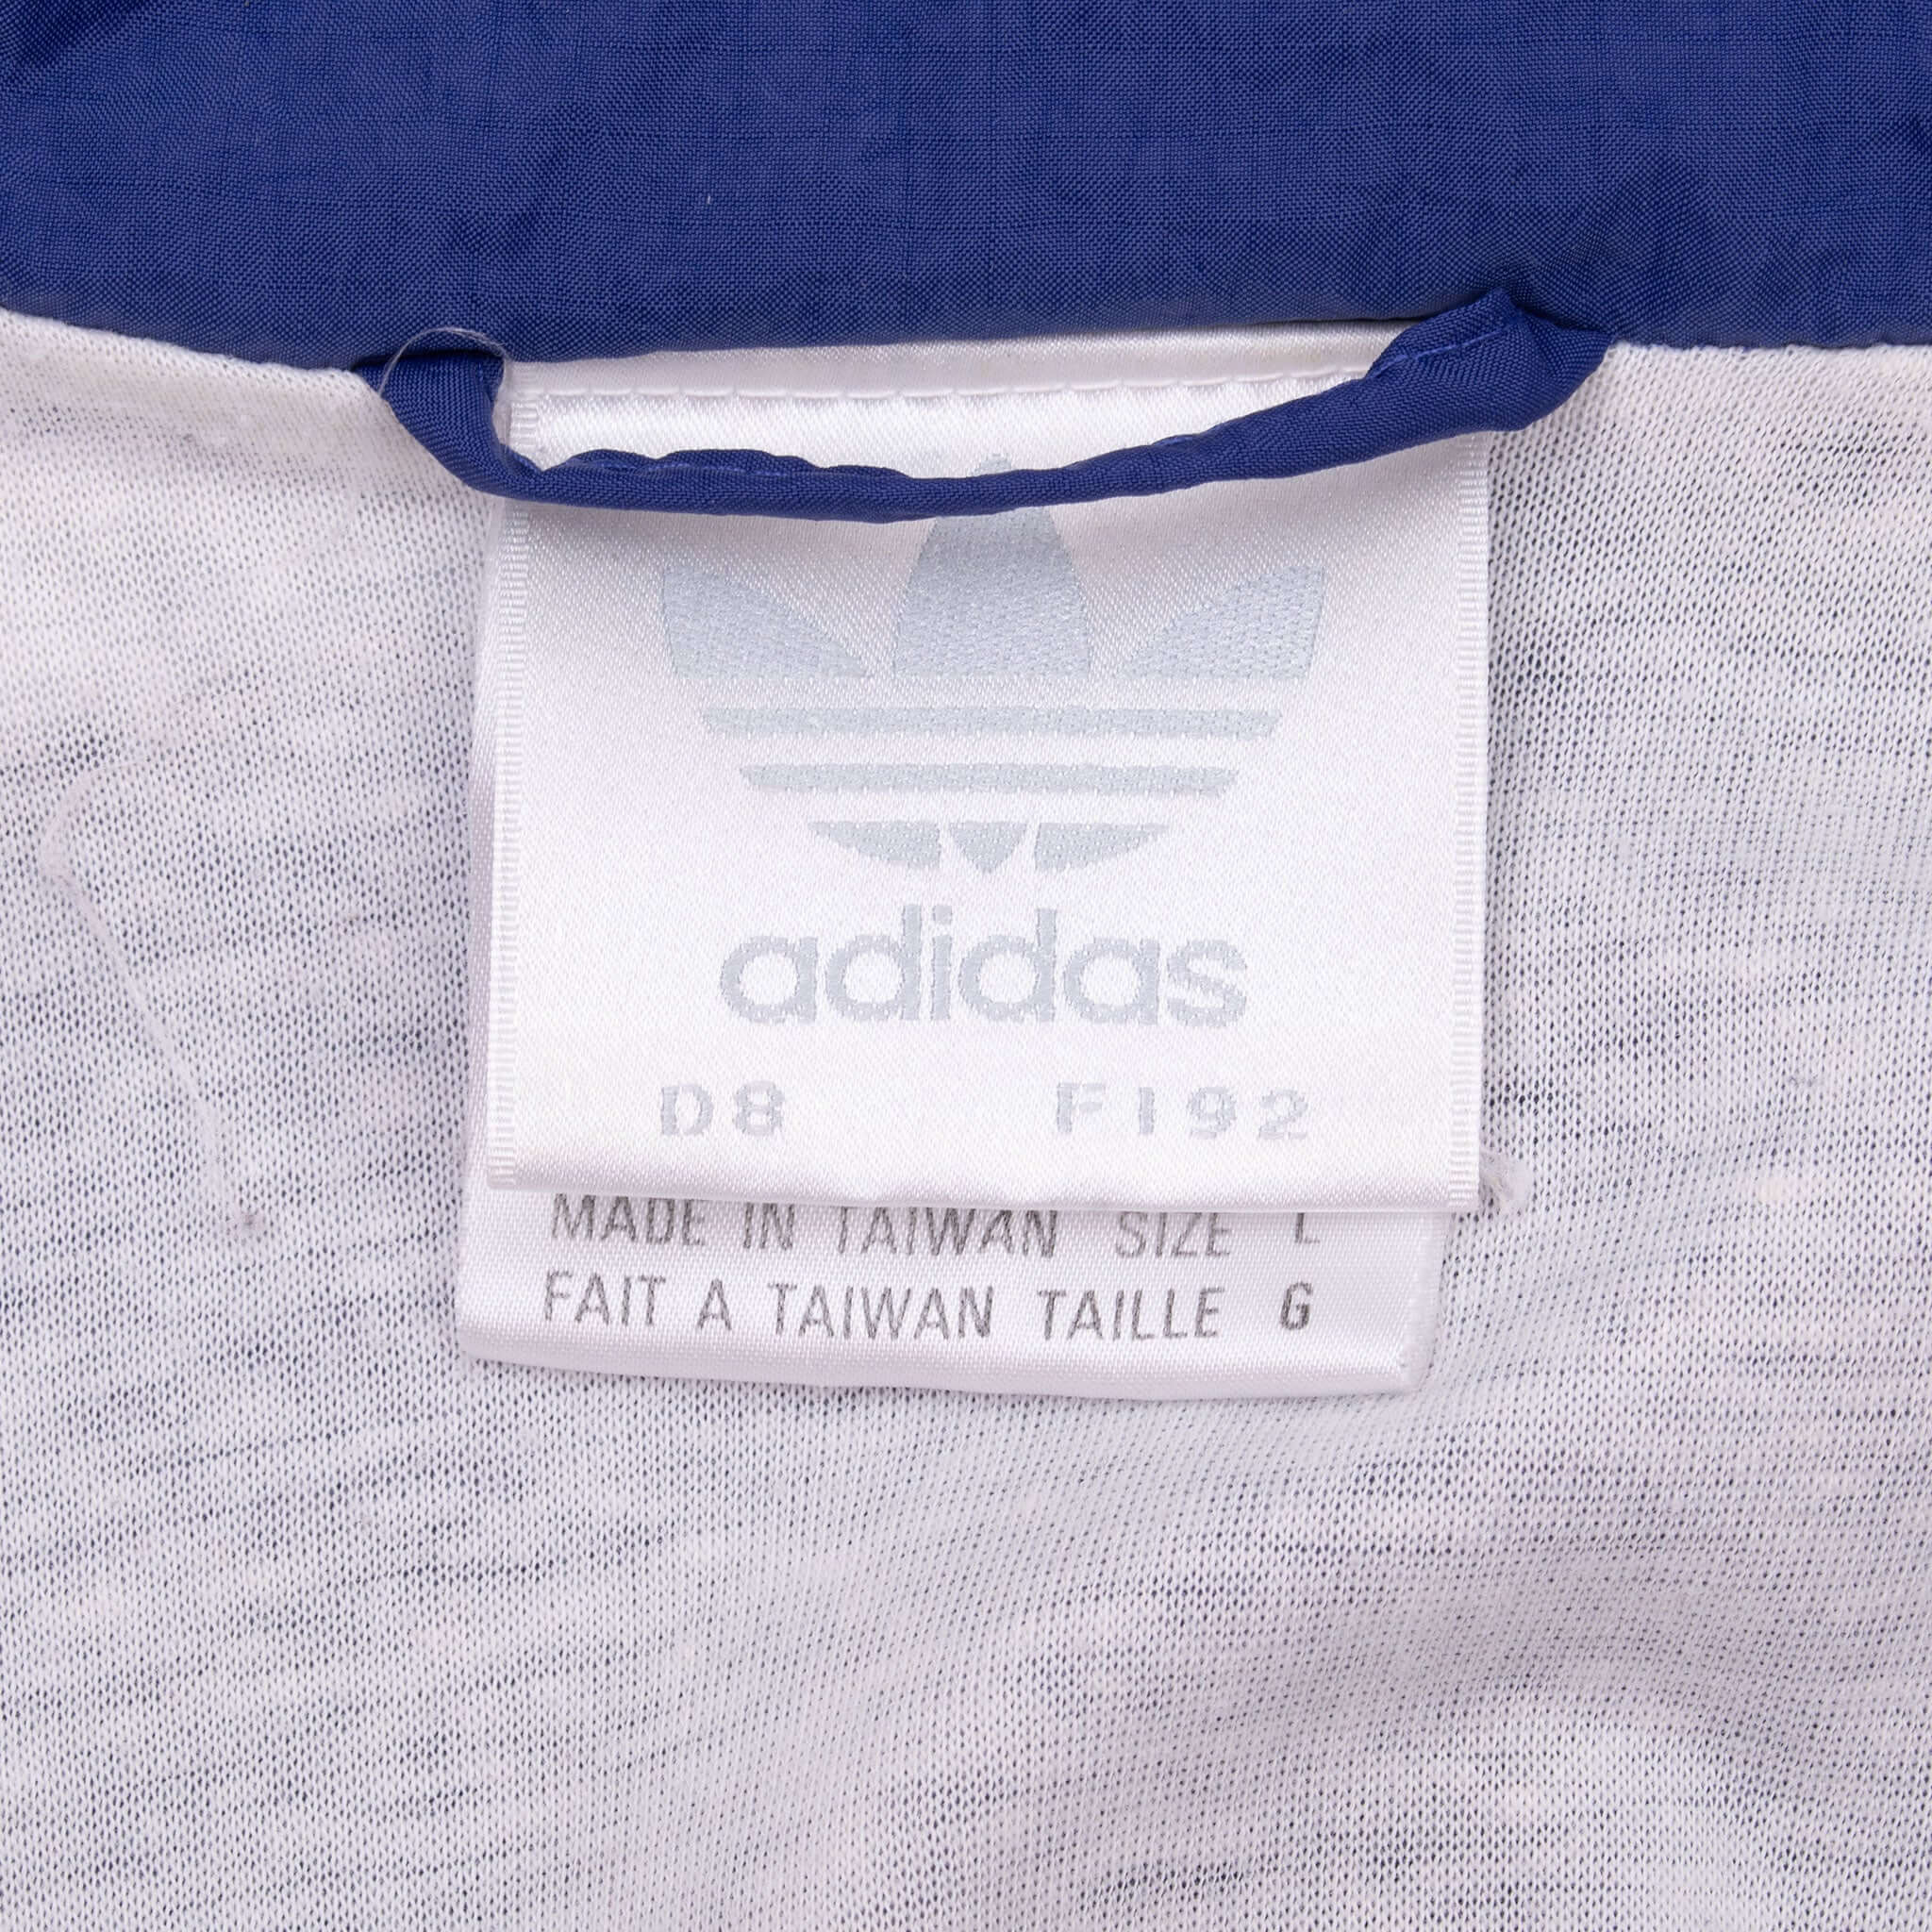 adidas
D8 F192
MADE IN TAIWAN SIZE L
FAIT A TAIWAN TAILLE G